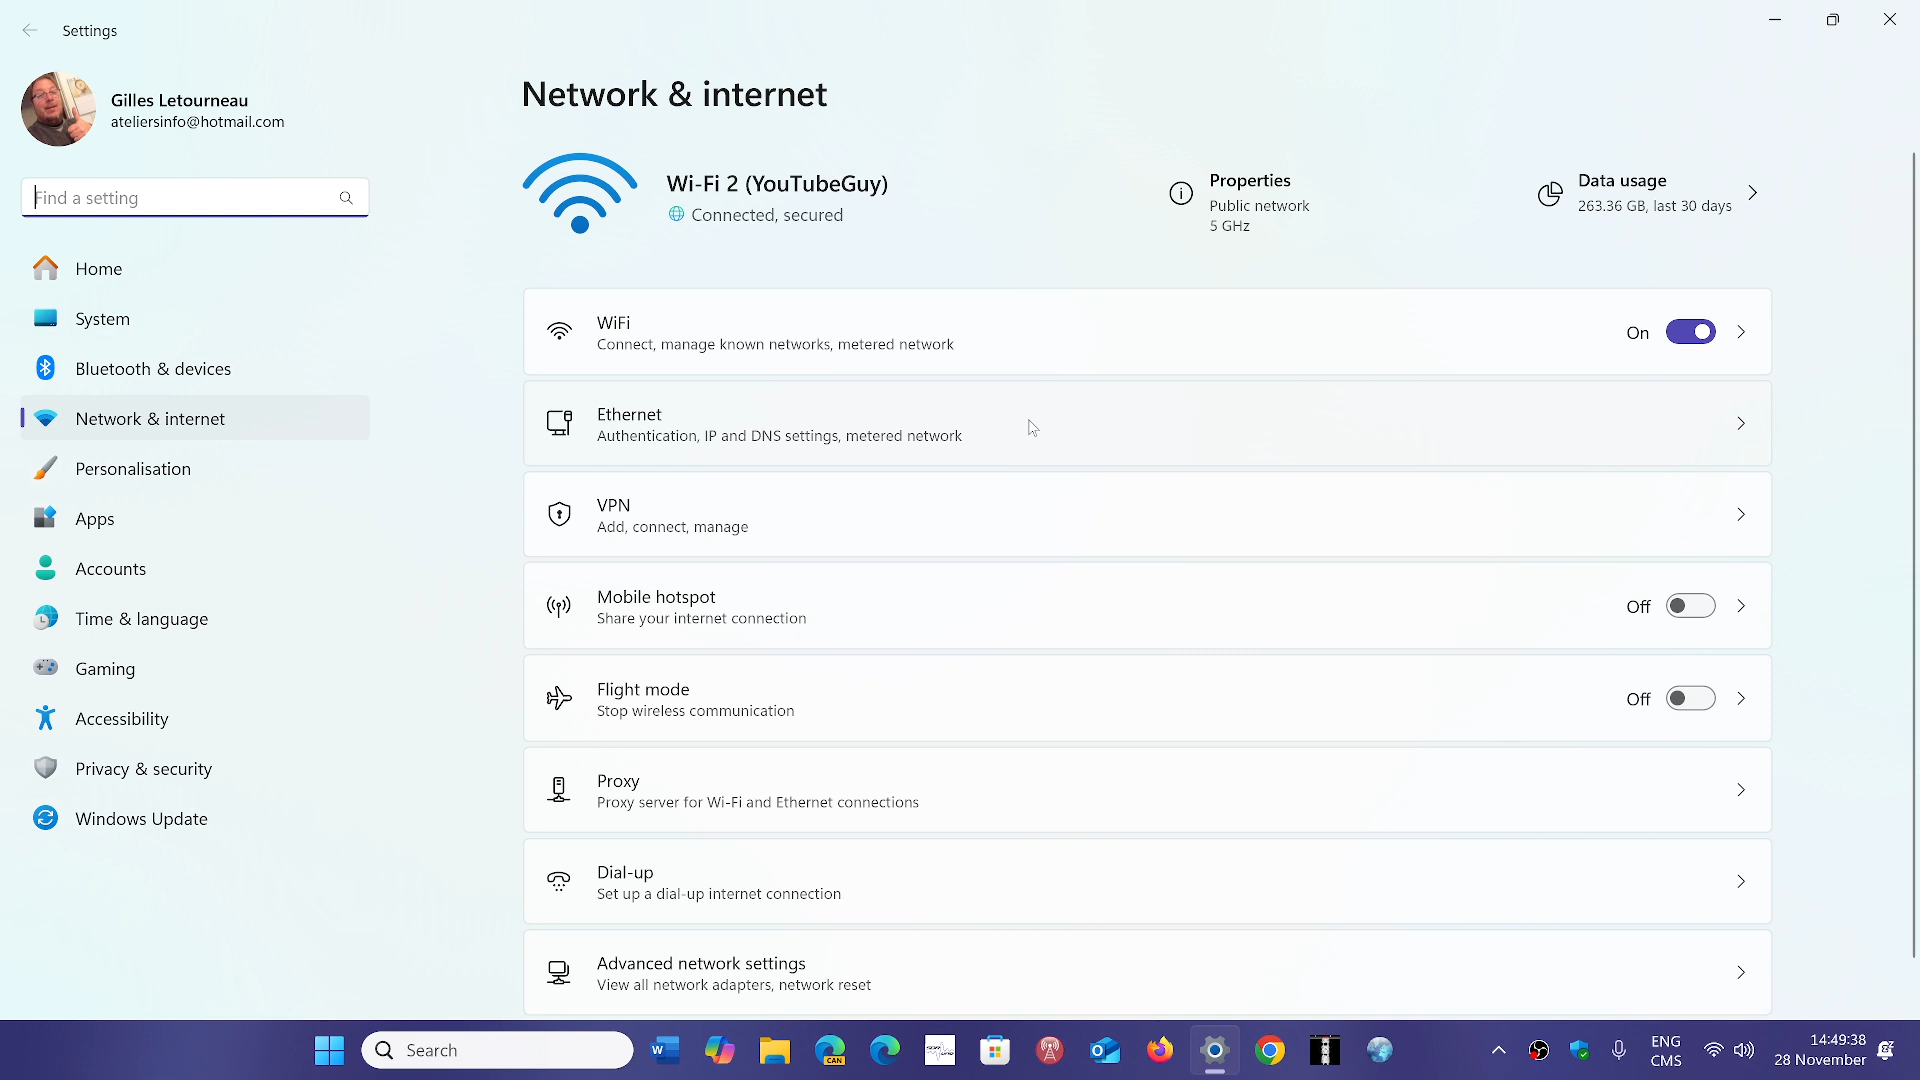 Settings
Gilles Letourneau
ateliersinfo@hotmail.com
Find a setting
Home
System
Bluetooth & devices
Network & internet
Personalisation
Apps
Accounts
Time & language
Gaming
Accessibility
Privacy & security
Windows Update
Network & internet
Wi-Fi 2 (YouTubeGuy)
Connected, secured
Properties
Public network
5 GHz
Data usage
263.36 GB, last 30 days
WiFi
Connect, manage known networks, metered network
On
Ethernet
Authentication, IP and DNS settings, metered network
VPN
Add, connect, manage
Mobile hotspot
Share your internet connection
Off
Flight mode
Stop wireless communication
Off
Proxy
Proxy server for Wi-Fi and Ethernet connections
Dial-up
Set up a dial-up internet connection
Advanced network settings
View all network adapters, network reset
Search
CAN
ENG
CMS
14:49:38
28 November